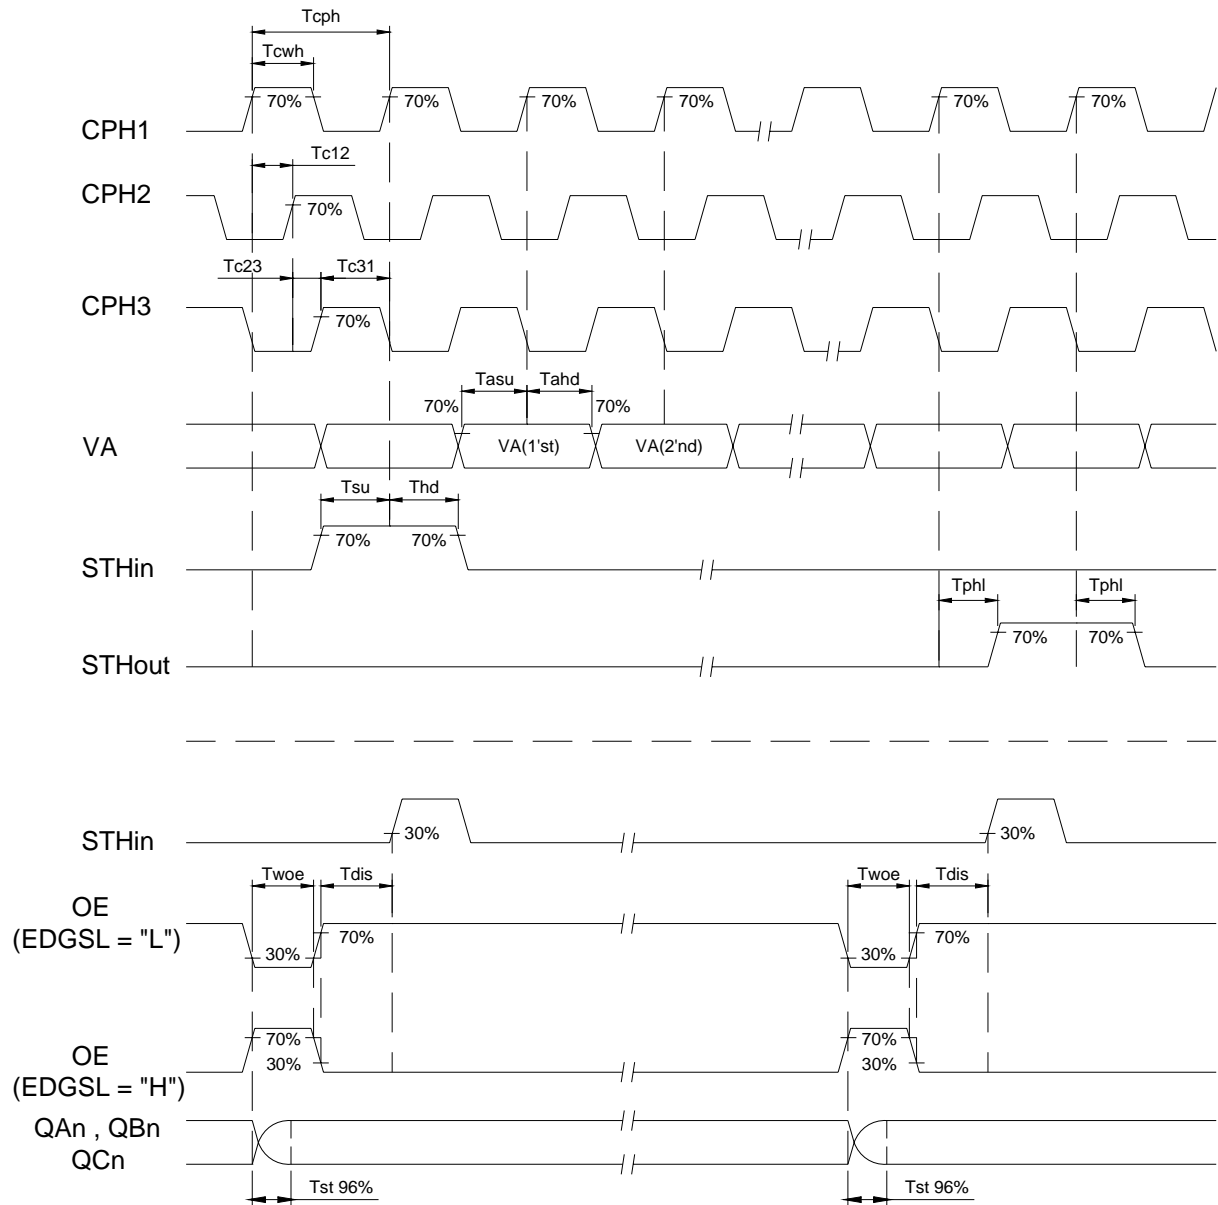 Tcph
Tcwh
70% 70% 70% 70% 70% 70%
CPH1
Tc12
CPH2
70%
Tc23 Tc31
CPH3
70%
Tasu Tahd
70% 70%
VA VA(1'st) VA(2'nd)
Tsu Thd
70% 70%
STHin
Tphl Tphl
70% 70%
STHout
STHin 30% 30%
Twoe Tdis Twoe Tdis
OE
(EDGSL = "L")
70% 70%
30% 30%
OE
(EDGSL = "H")
70% 70%
30% 30%
QAn , QBn
QCn
Tst 96% Tst 96%